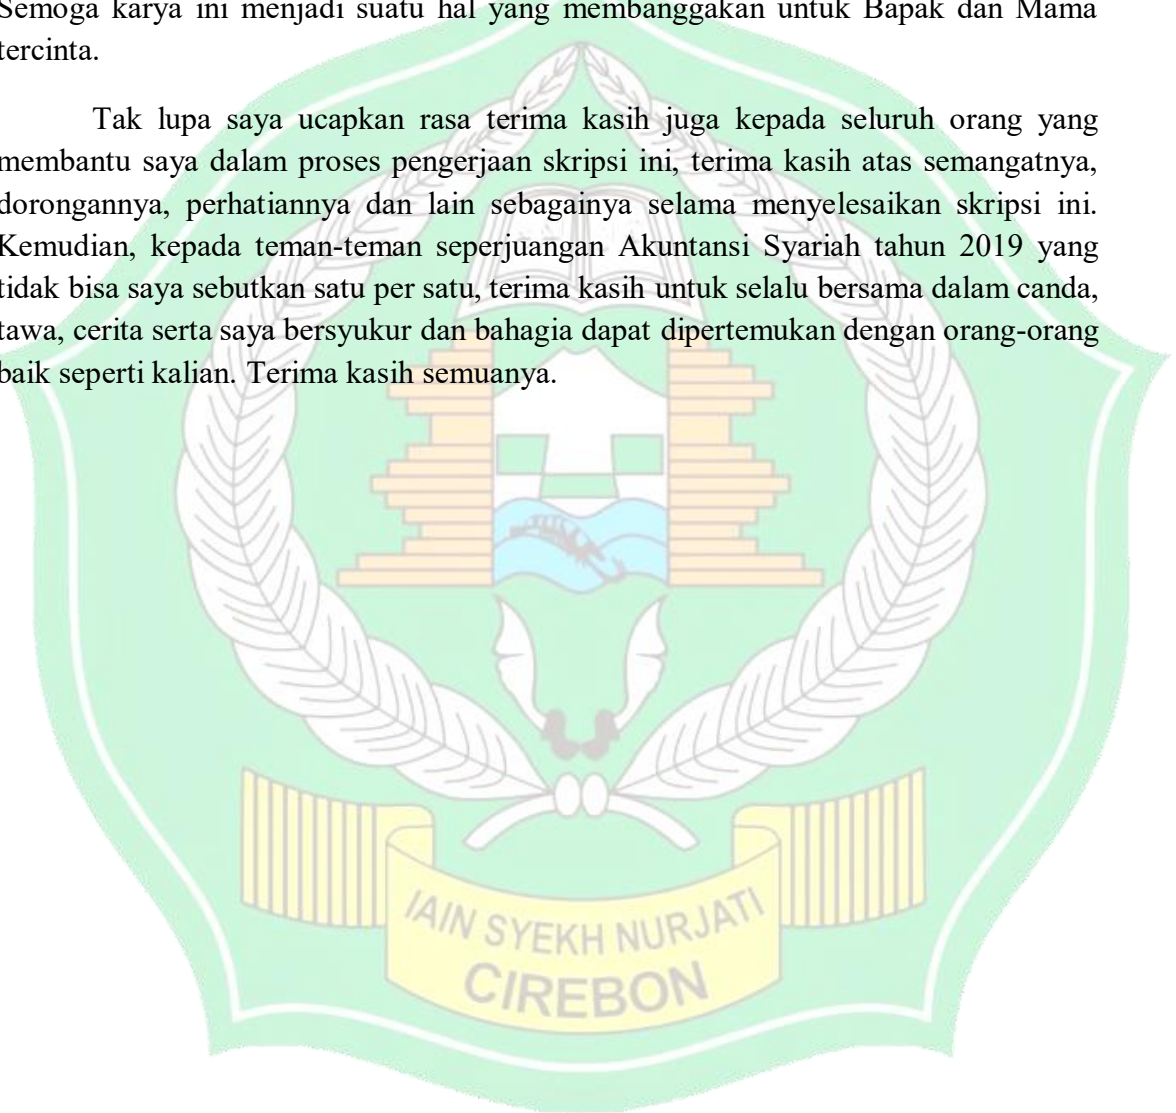 Semoga karya ini menjadi suatu hal yang membanggakan untuk Bapak dan Mama
tercinta.
Tak lupa saya ucapkan rasa terima kasih juga kepada seluruh orang yang
membantu saya dalam proses pengerjaan skripsi ini, terima kasih atas semangatnya,
dorongannya, perhatiannya dan lain sebagainya selama menyelesaikan skripsi ini.
Kemudian, kepada teman-teman seperjuangan Akuntansi Syariah tahun 2019 yang
tidak bisa saya sebutkan satu per satu, terima kasih untuk selalu bersama dalam canda,
tawa, cerita serta saya bersyukur dan bahagia dapat dipertemukan dengan orang-orang
baik seperti kalian. Terima kasih semuanya.
IAIN SYEKH NURJATI
CIREBON